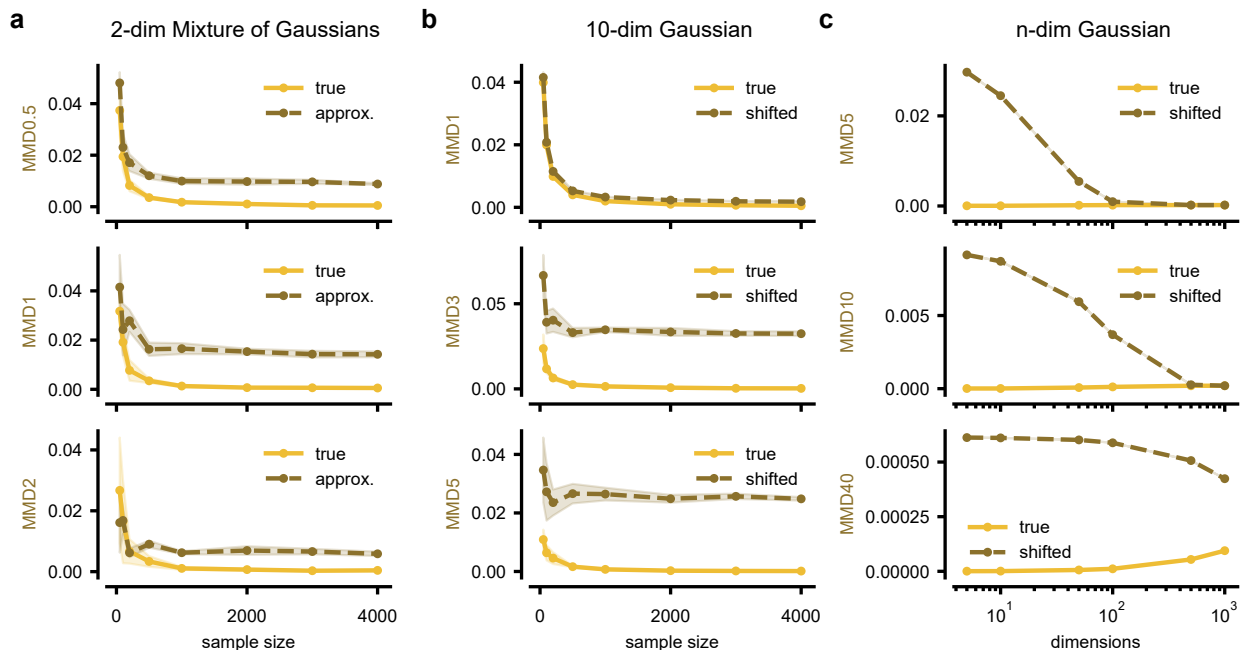 a
2-dim Mixture of Gaussians
MMD0.5
0.04
0.02
0.00
true
approx.
MMD1
0.04
0.02
0.00
true
approx.
MMD2
0.04
0.02
0.00
true
approx.
0
2000
4000
sample size
b
10-dim Gaussian
MMD1
0.04
0.02
0.00
true
shifted
MMD3
0.05
0.00
true
shifted
MMD5
0.04
0.02
0.00
true
shifted
0
2000
4000
sample size
c
n-dim Gaussian
MMD5
0.02
0.00
true
shifted
MMD10
0.005
0.000
true
shifted
MMD40
0.00050
0.00025
0.00000
true
shifted
10¹
10²
10³
dimensions